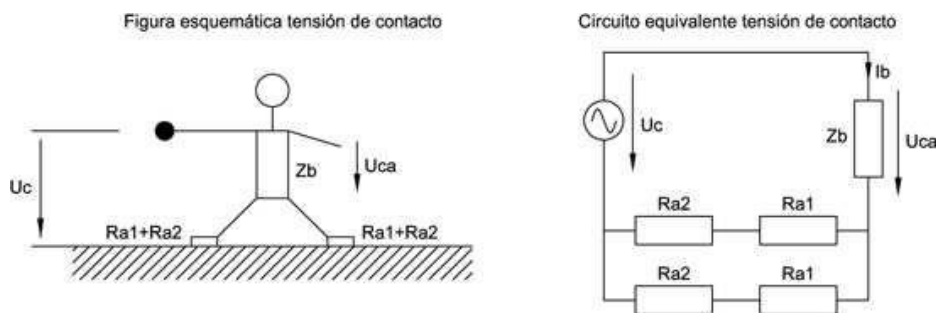 Figura esquemática tensión de contacto
Uc
Zb
Uca
Ra1+Ra2
Ra1+Ra2
Circuito equivalente tensión de contacto
Ib
Uc
Zb
Uca
Ra2
Ra1
Ra2
Ra1